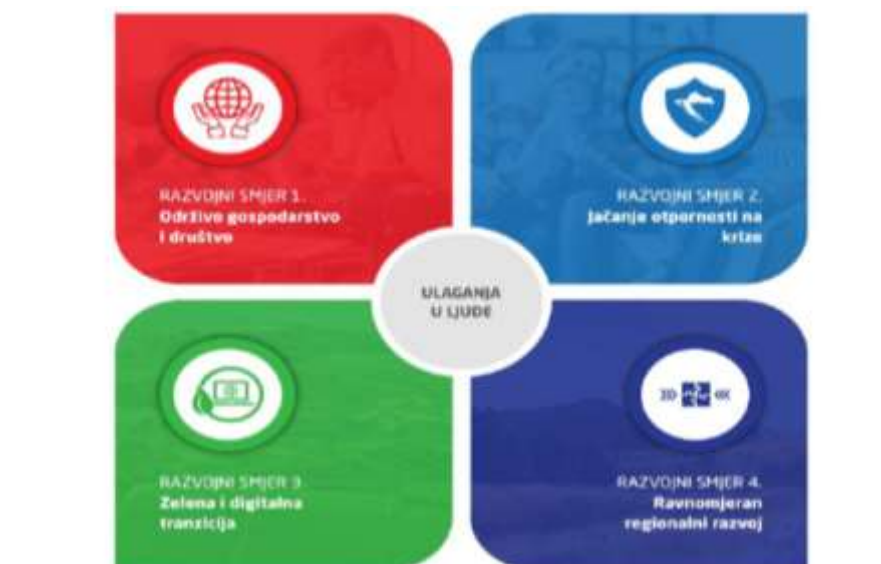 RAZVOJNI SMJER 1.
Održivo gospodarstvo
i društvo
RAZVOJNI SMJER 2.
Jačanje otpornosti na
krize
ULAGANJA
U LJUDE
RAZVOJNI SMJER 3.
Zelena i digitalna
tranzicija
RAZVOJNI SMJER 4.
Ravnomjeran
regionalni razvoj